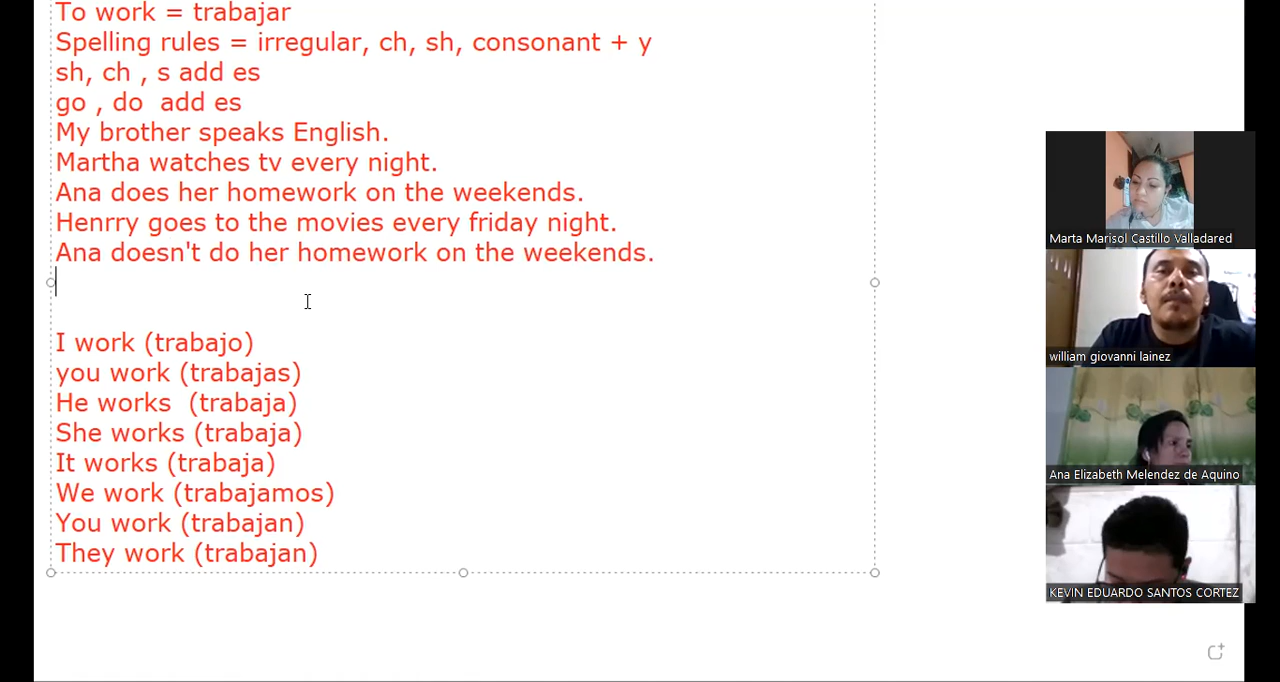 To work = trabajar
Spelling rules = irregular, ch, sh, consonant + y
sh, ch , s add es
go , do  add es
My brother speaks English.
Martha watches tv every night.
Ana does her homework on the weekends.
Henrry goes to the movies every friday night.
Ana doesn't do her homework on the weekends.
I work (trabajo)
you work (trabajas)
He works  (trabaja)
She works (trabaja)
It works (trabaja)
We work (trabajamos)
You work (trabajan)
They work (trabajan)
Marta Marisol Castillo Valladared
william giovanni lainez
Ana Elizabeth Melendez de Aquino
KEVIN EDUARDO SANTOS CORTEZ